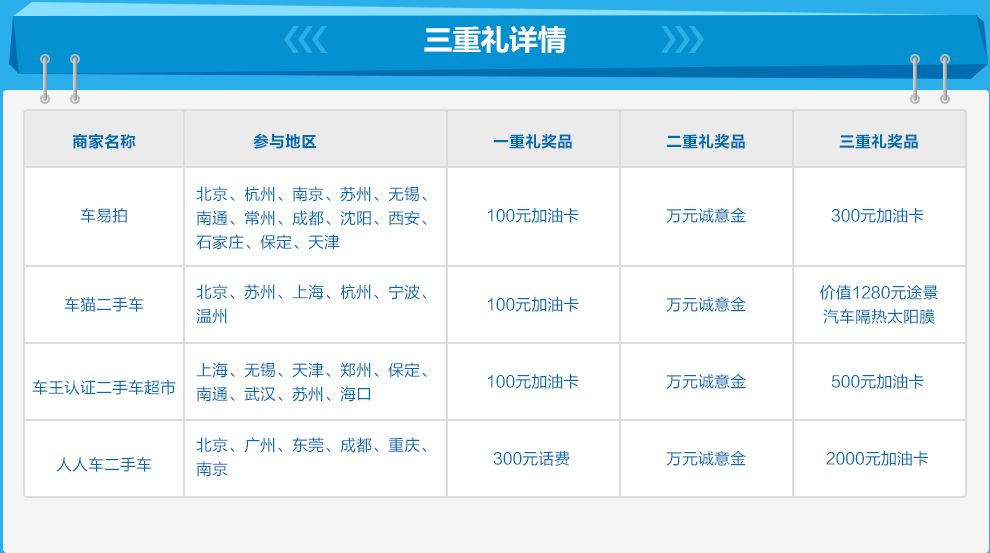 三重礼详情
商家名称 参与地区 一重礼奖品 二重礼奖品 三重礼奖品
车易拍
北京、杭州、南京、苏州、无锡、
南通、常州、成都、沈阳、西安、
石家庄、保定、天津
100元加油卡
万元诚意金
300元加油卡
车猫二手车
北京、苏州、上海、杭州、宁波、
温州
100元加油卡
万元诚意金
价值1280元途景
汽车隔热太阳膜
车王认证二手车超市
上海、无锡、天津、郑州、保定、
南通、武汉、苏州、海口
100元加油卡
万元诚意金
500元加油卡
人人车二手车
北京、广州、东莞、成都、重庆、
南京
300元话费
万元诚意金
2000元加油卡